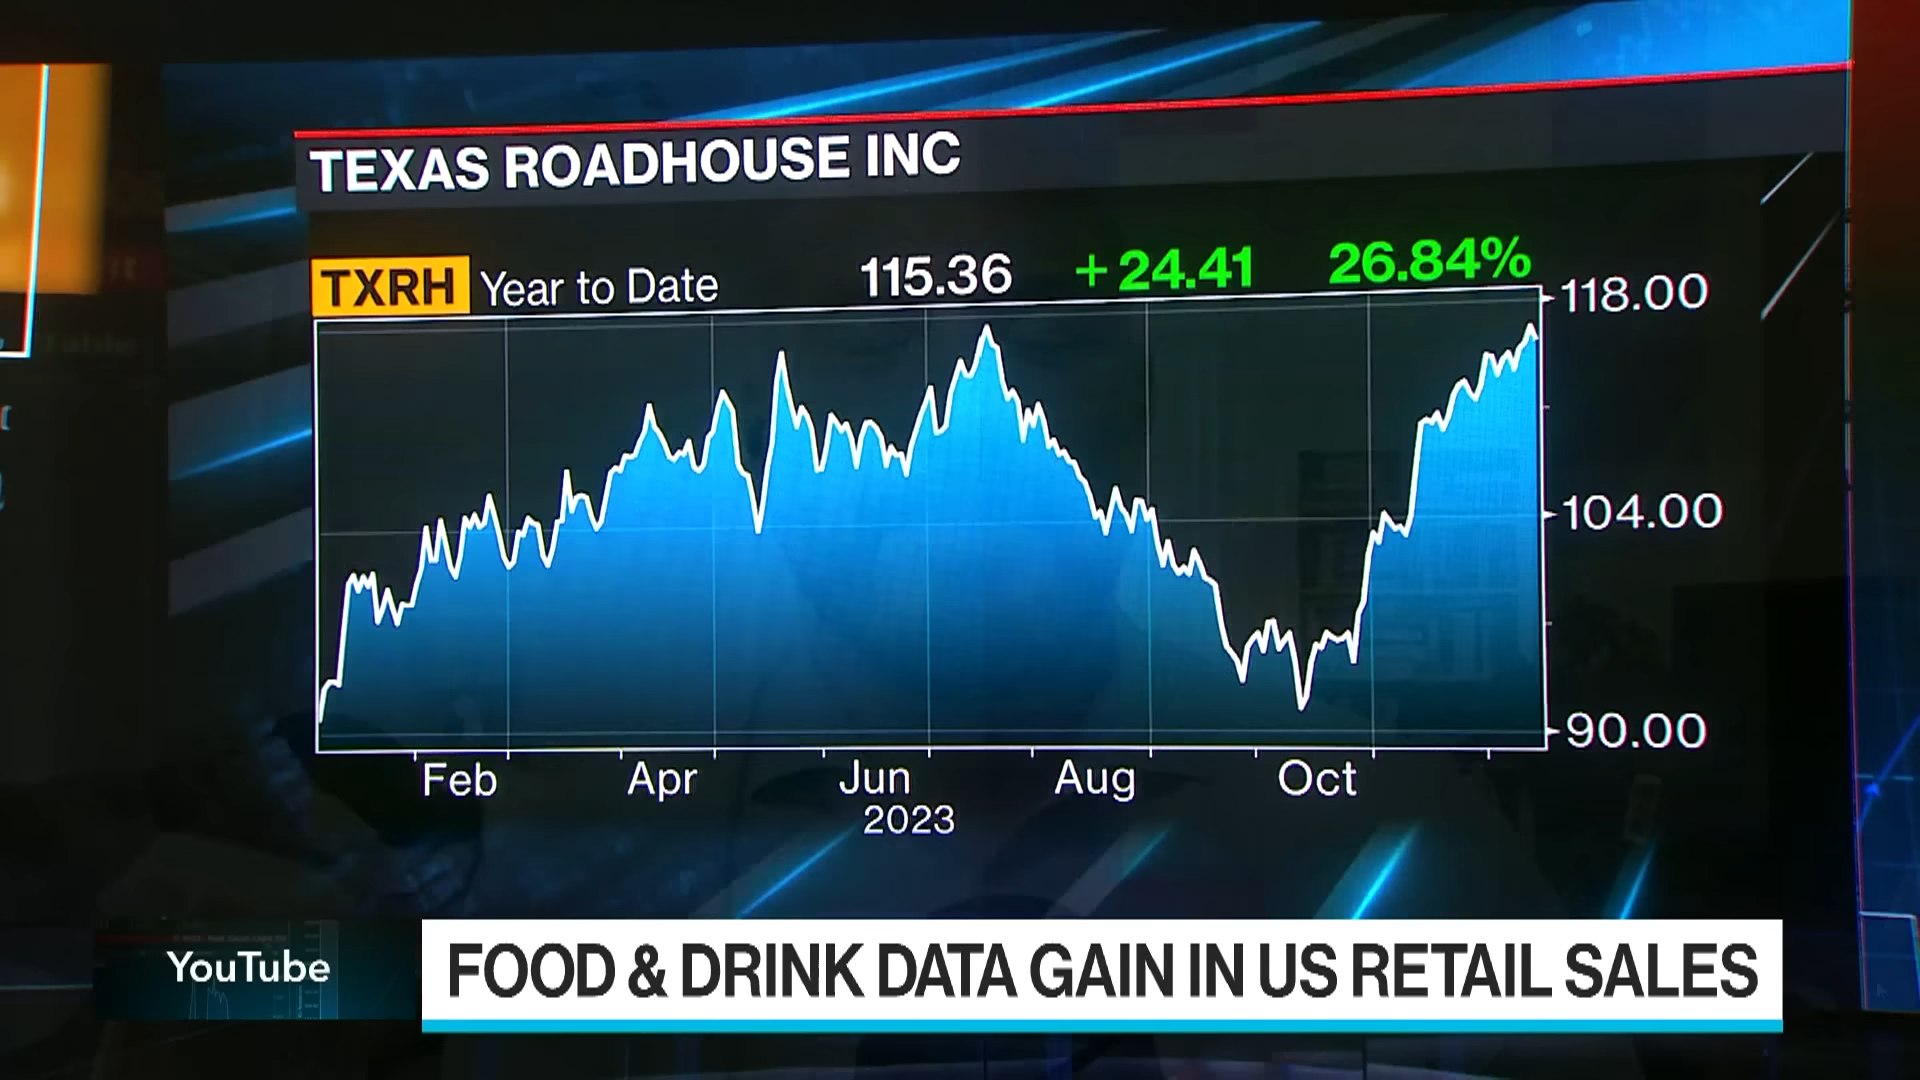 TEXAS ROADHOUSE INC
TXRH Year to Date 115.36 +24.41 26.84%
118.00
104.00
90.00
Feb Apr Jun Aug Oct
2023
YouTube
FOOD & DRINK DATA GAIN IN US RETAIL SALES